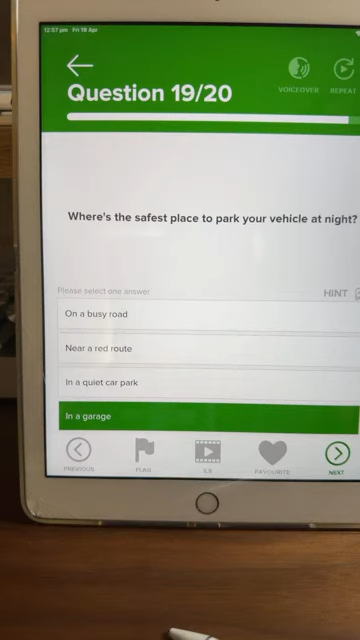 12:57 pm Fri 19 Apr
Question 19/20
VOICEOVER
REPEAT
Where's the safest place to park your vehicle at night?
Please select one answer
HINT
On a busy road
Near a red route
In a quiet car park
In a garage
PREVIOUS
FLAG
ILB
FAVOURITE
NEXT